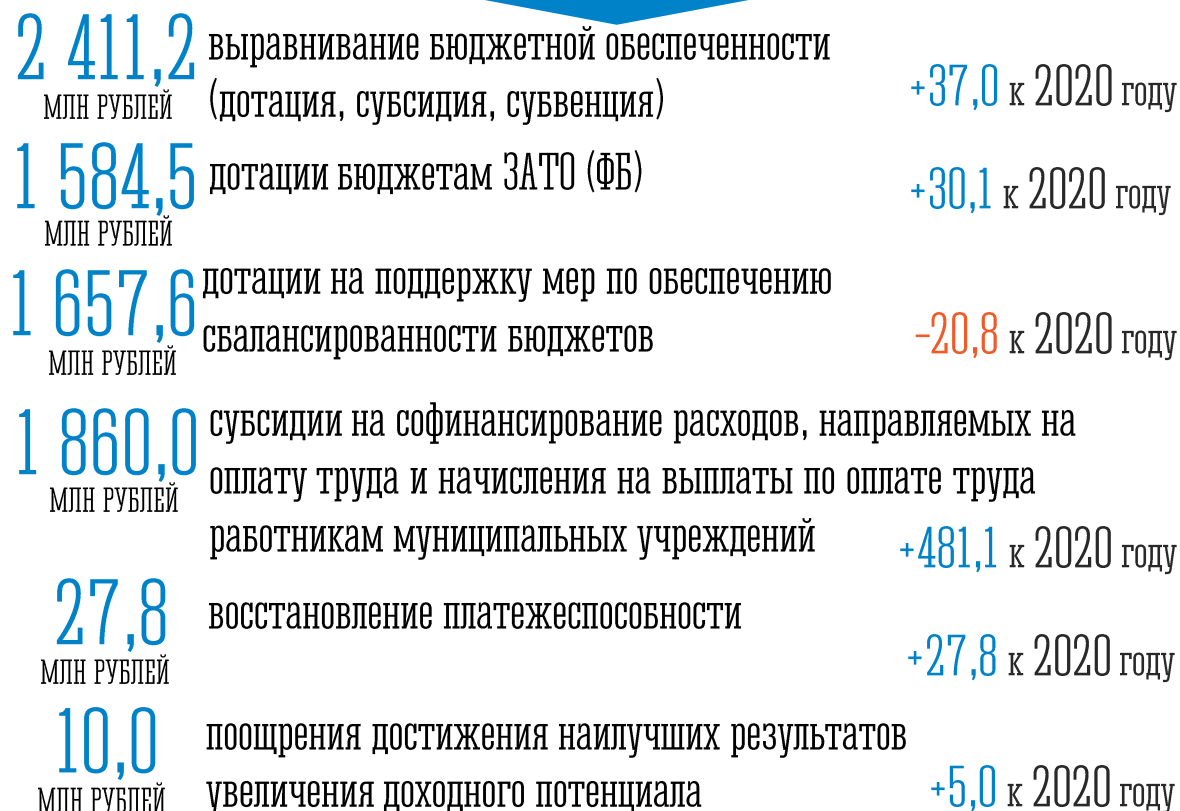 2 411,2
МЛН РУБЛЕЙ
выравнивание бюджетной обеспеченности
(дотация, субсидия, субвенция)
+37,0 к 2020 году
1 584,5
МЛН РУБЛЕЙ
дотации бюджетам ЗАТО (ФБ)
+30,1 к 2020 году
1 657,6
МЛН РУБЛЕЙ
дотации на поддержку мер по обеспечению
сбалансированности бюджетов
−20,8 к 2020 году
1 860,0
МЛН РУБЛЕЙ
субсидии на софинансирование расходов, направляемых на
оплату труда и начисления на выплаты по оплате труда
работникам муниципальных учреждений
+481,1 к 2020 году
27,8
МЛН РУБЛЕЙ
восстановление платежеспособности
+27,8 к 2020 году
10,0
МЛН РУБЛЕЙ
поощрения достижения наилучших результатов
увеличения доходного потенциала
+5,0 к 2020 году